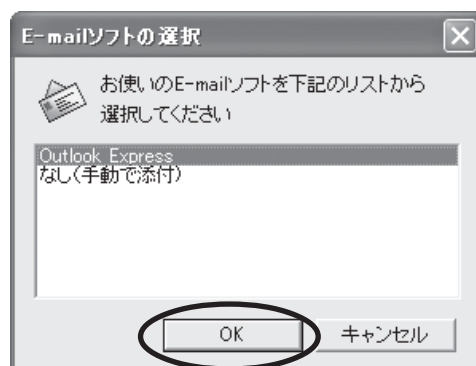 E-mailソフトの選択
お使いのE-mailソフトを下記のリストから
選択してください
Outlook Express
なし(手動で添付)
OK
キャンセル